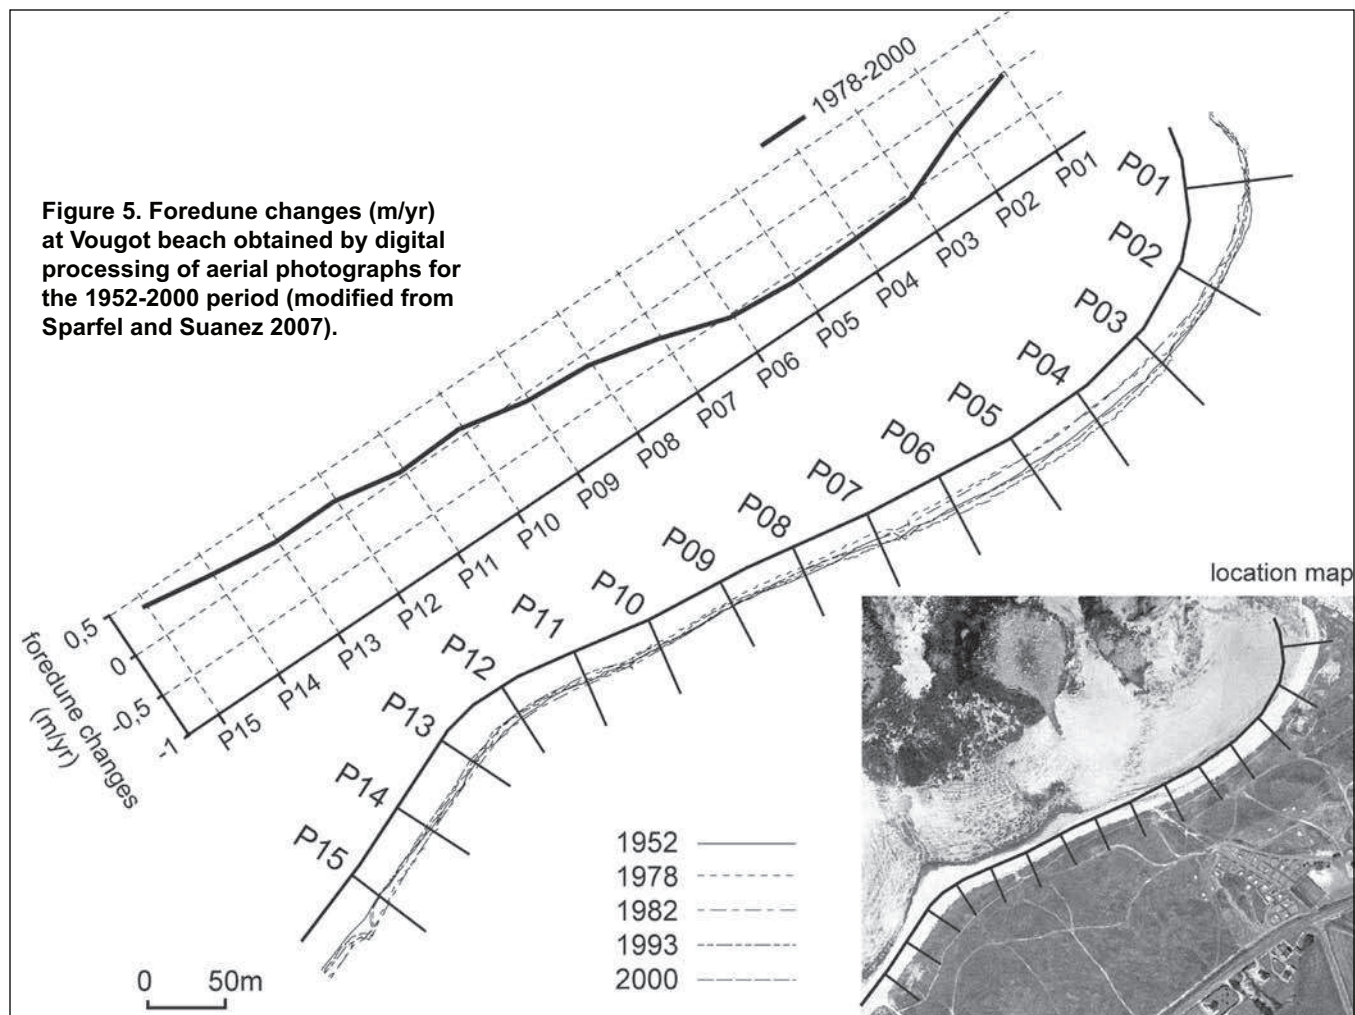 Figure 5. Foredune changes (m/yr)
at Vougot beach obtained by digital
processing of aerial photographs for
the 1952-2000 period (modified from
Sparfel and Suanez 2007).
1978-2000
P01
P02
P03
P04
P05
P06
P07
P08
P09
P10
P11
P12
P13
P14
P15
0,5
0
-0,5
-1
foredune changes
(m/yr)
P01
P02
P03
P04
P05
P06
P07
P08
P09
P10
P11
P12
P13
P14
P15
location map
1952
1978
1982
1993
2000
0 50m